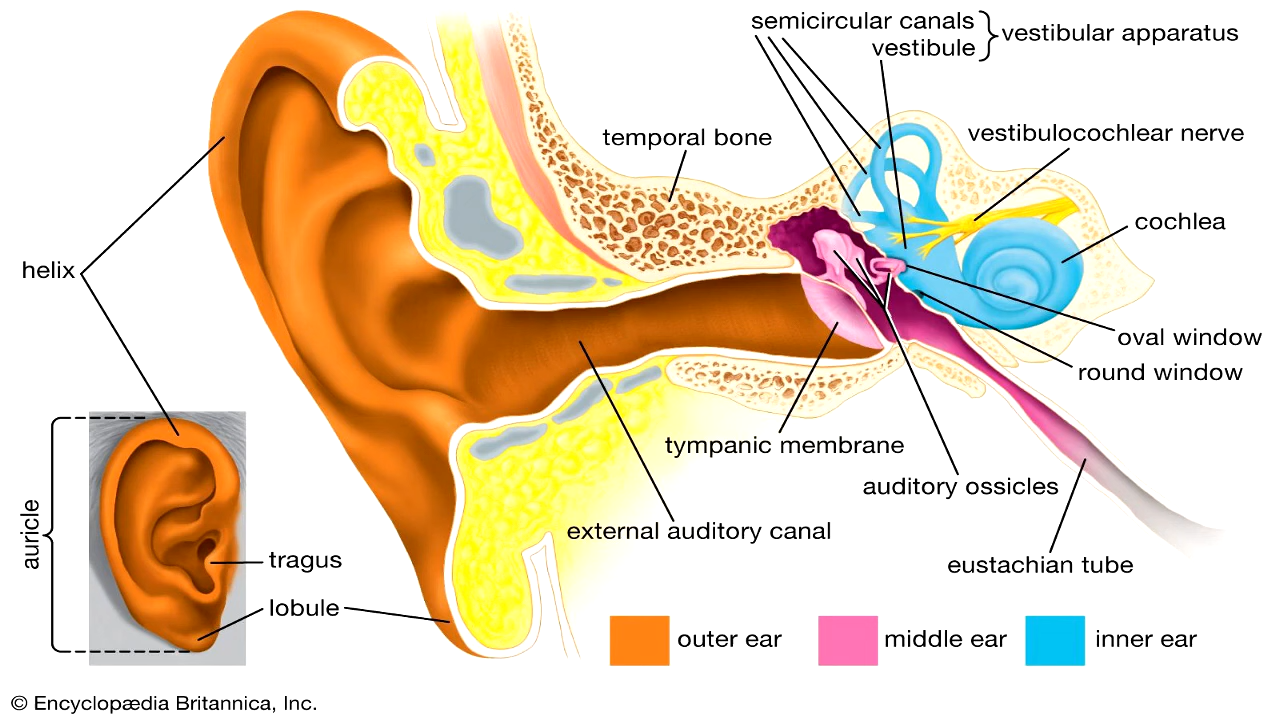 semicircular canals
vestibule
vestibular apparatus
temporal bone
vestibulocochlear nerve
cochlea
helix
oval window
round window
tympanic membrane
auditory ossicles
external auditory canal
eustachian tube
auricle
tragus
lobule
outer ear
middle ear
inner ear
© Encyclopædia Britannica, Inc.